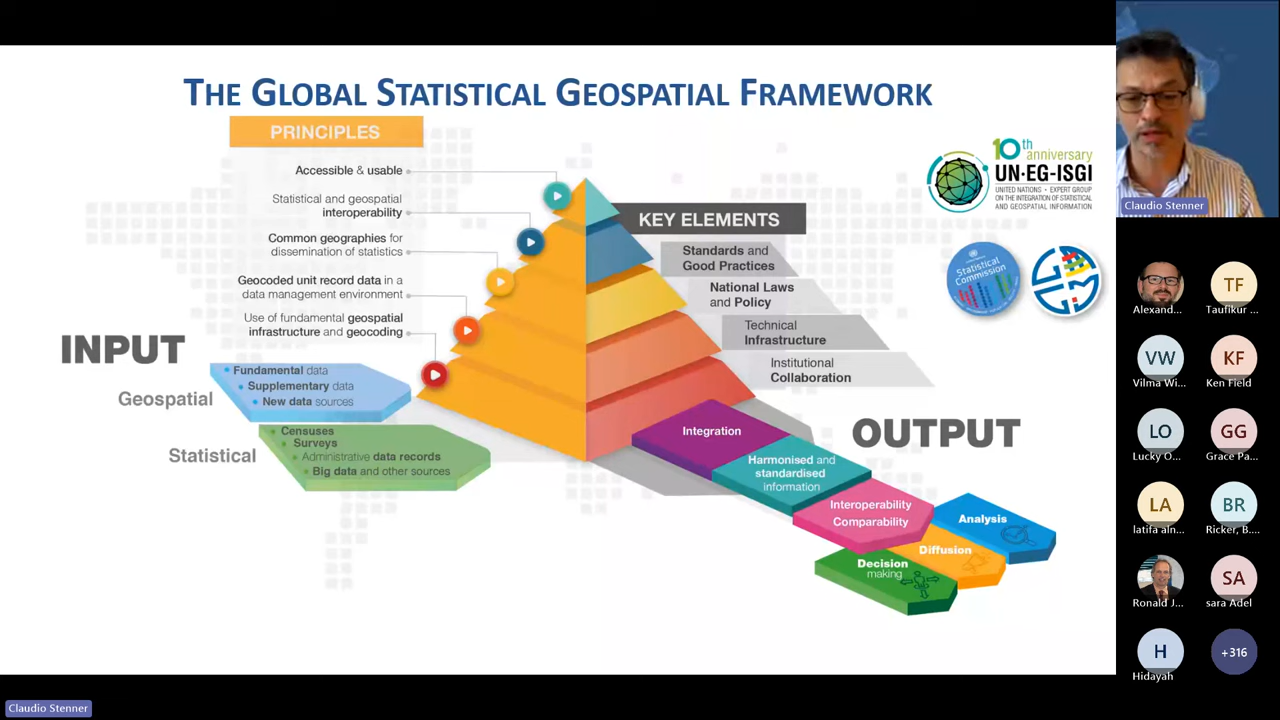 THE GLOBAL STATISTICAL GEOSPATIAL FRAMEWORK
PRINCIPLES
Accessible & usable
Statistical and geospatial
interoperability
Common geographies for
dissemination of statistics
Geocoded unit record data in a
data management environment
Use of fundamental geospatial
infrastructure and geocoding
KEY ELEMENTS
Standards and
Good Practices
National Laws
and Policy
Technical
Infrastructure
Institutional
Collaboration
10th
anniversary
UN-EG-ISGI
UNITED NATIONS • EXPERT GROUP
ON THE INTEGRATION OF STATISTICAL
AND GEOSPATIAL INFORMATION
Statistical
Commission
INPUT
Geospatial
Fundamental data
Supplementary data
New data sources
Statistical
Censuses
Surveys
Administrative data records
Big data and other sources
OUTPUT
Integration
Harmonised and
standardised
information
Interoperability
Comparability
Analysis
Diffusion
Decision
making
Claudio Stenner
Alexand...
TF
Taufikur ...
VW
Vilma Wi...
KF
Ken Field
LO
Lucky O...
GG
Grace Pa...
LA
latifa aln...
BR
Ricker, B....
Ronald J...
SA
sara Adel
H
Hidayah
+316
Claudio Stenner